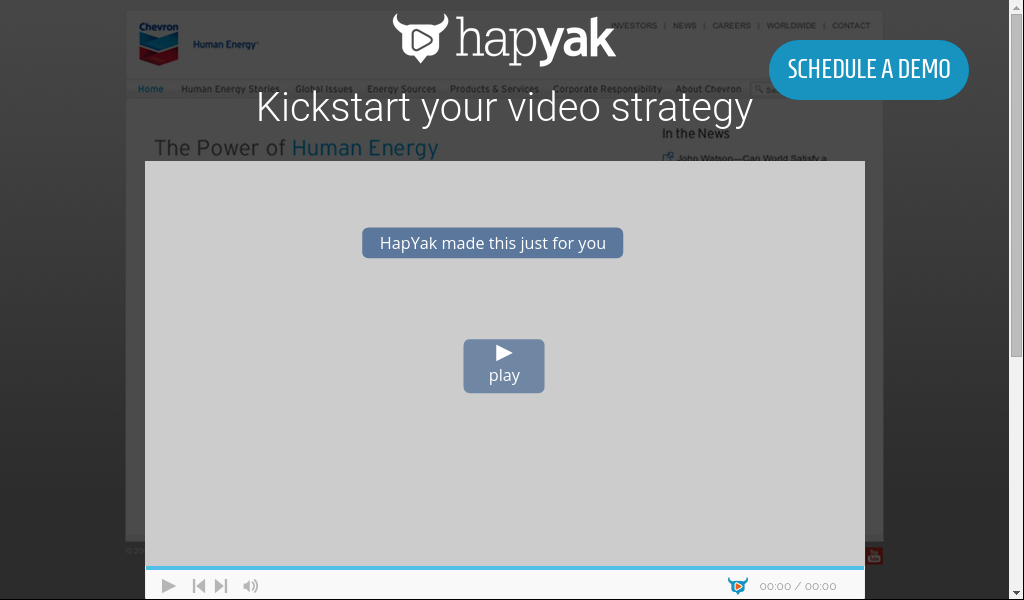 Chevron
Human Energy
hapyak
INVESTORS | NEWS | CAREERS | WORLDWIDE | CONTACT
SCHEDULE A DEMO
Home Human Energy Stories Global Issues Energy Sources Products & Services Corporate Responsibility About Chevron
Kickstart your video strategy
In the News
The Power of Human Energy
John Watson—Can World Satisfy a
HapYak made this just for you
play
You Tube
00:00 / 00:00